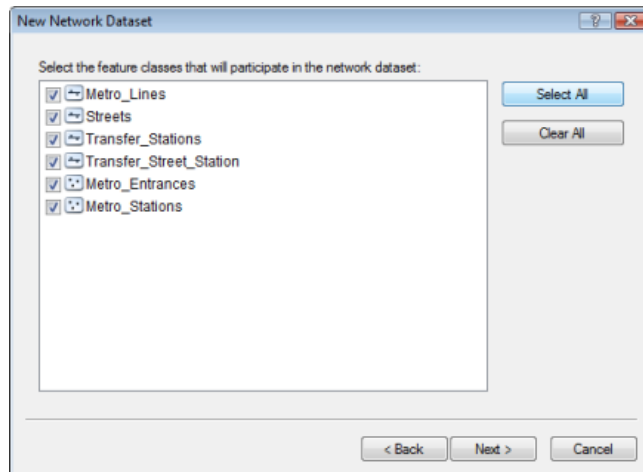 New Network Dataset
Select the feature classes that will participate in the network dataset:
Metro_Lines
Streets
Transfer_Stations
Transfer_Street_Station
Metro_Entrances
Metro_Stations
Select All
Clear All
< Back
Next >
Cancel